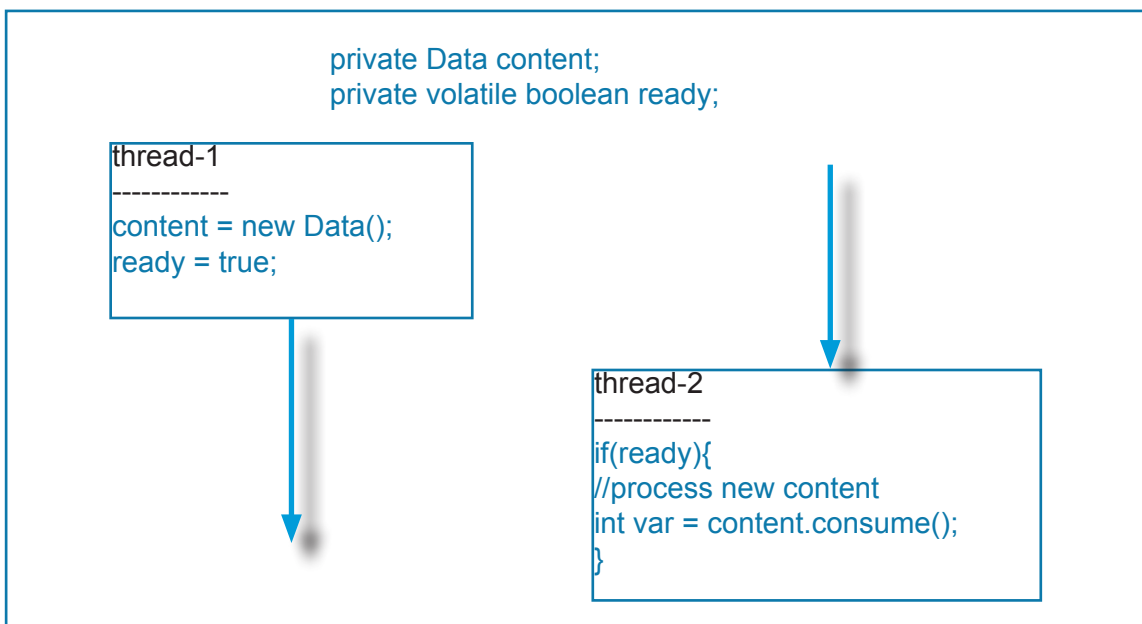 private Data content;
private volatile boolean ready;
thread-1
------------
content = new Data();
ready = true;
thread-2
------------
if(ready){
//process new content
int var = content.consume();
}